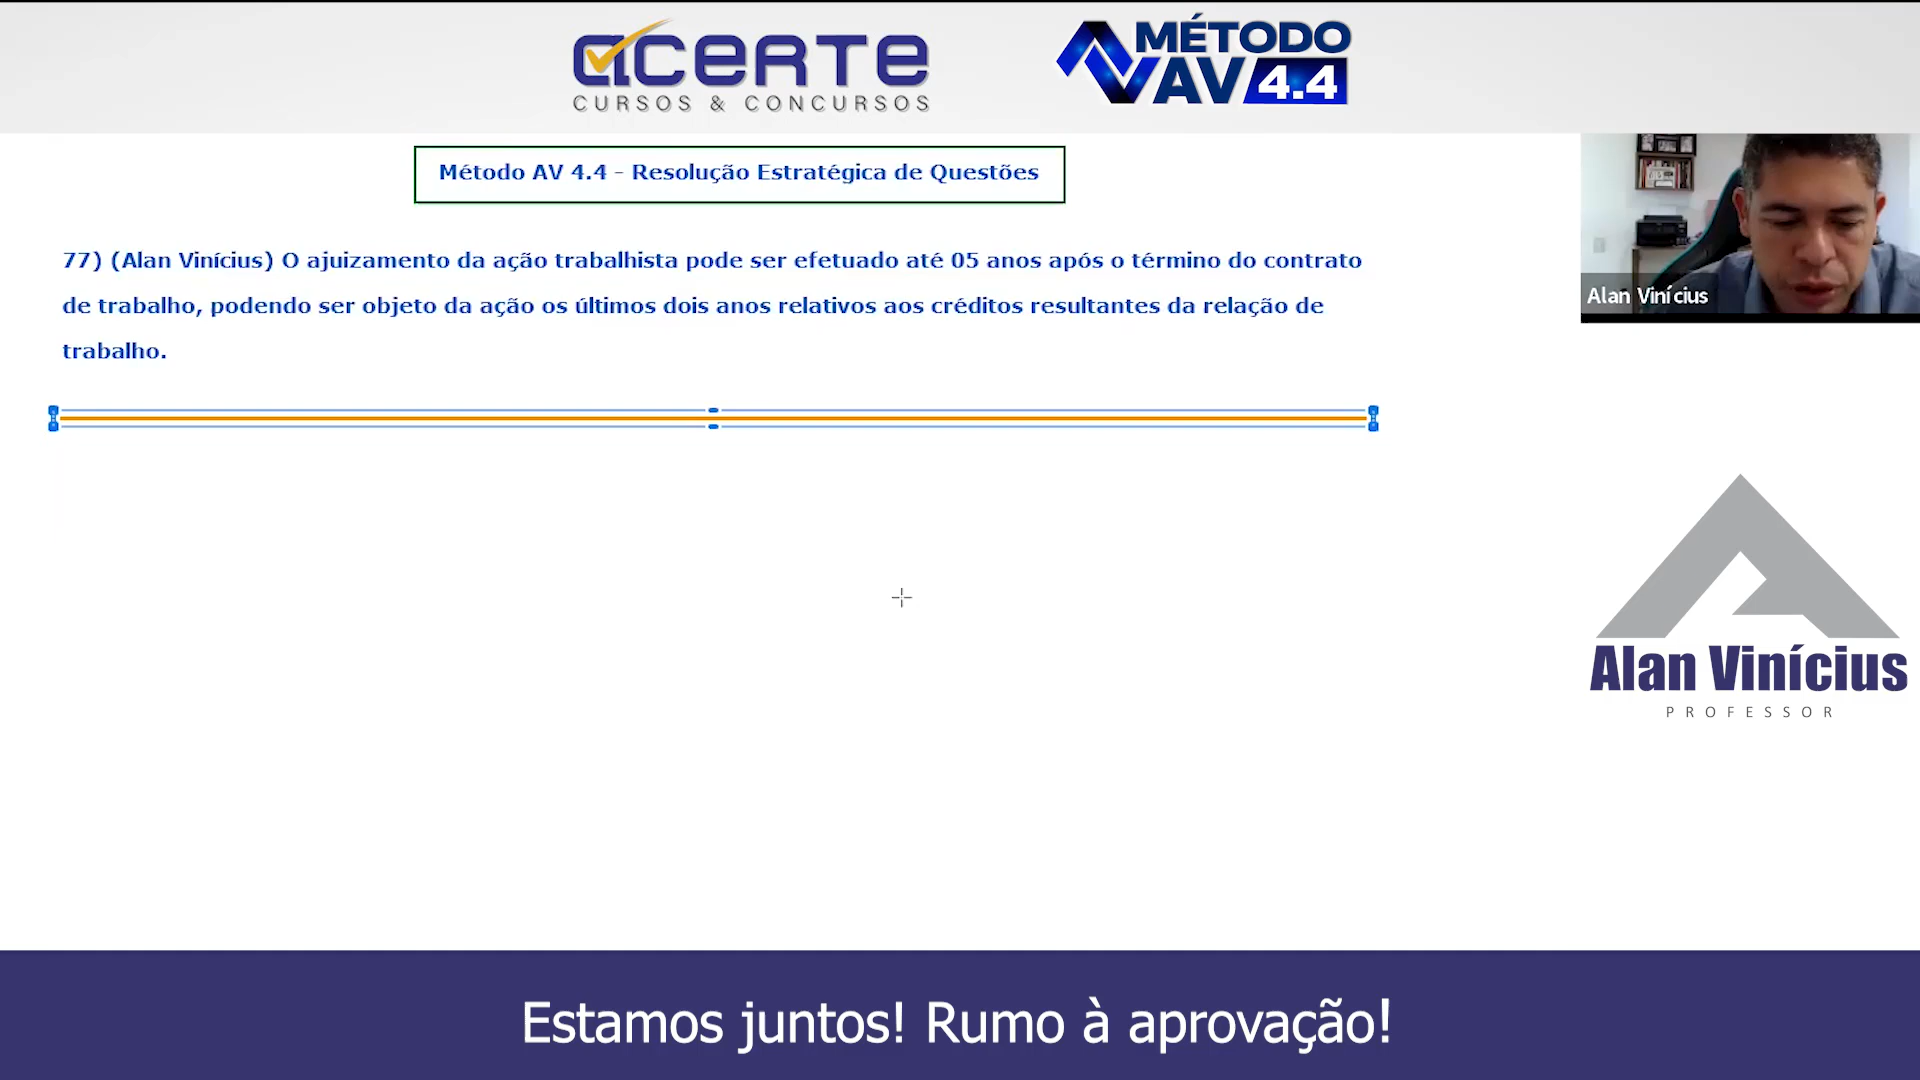 acerte
CURSOS & CONCURSOS
MÉTODO
AV 4.4
Método AV 4.4 - Resolução Estratégica de Questões
77) (Alan Vinícius) O ajuizamento da ação trabalhista pode ser efetuado até 05 anos após o término do contrato
de trabalho, podendo ser objeto da ação os últimos dois anos relativos aos créditos resultantes da relação de
trabalho.
Alan Vinícius
Alan Vinícius
PROFESSOR
Estamos juntos! Rumo à aprovação!